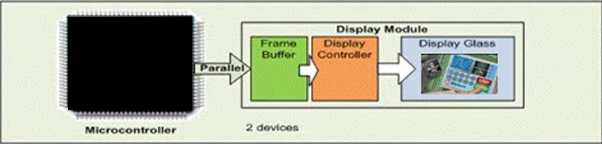 Display Module
Frame
Buffer
Display
Controller
Display Glass
Parallel
Microcontroller
2 devices